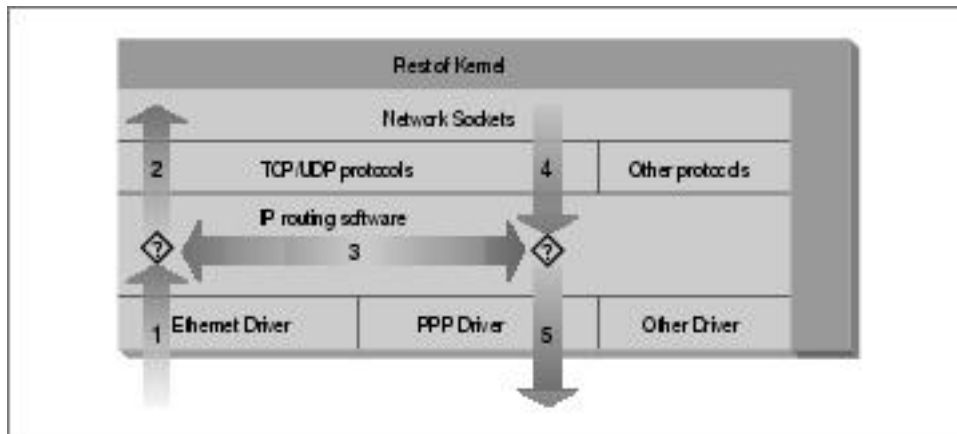 Rest of Kernel
Network Sockets
2
TCP/UDP protocols
4
Other protocols
IP routing software
?
3
?
1
Ethernet Driver
PPP Driver
5
Other Driver